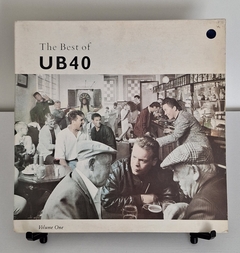 The Best of
UB40
Volume One